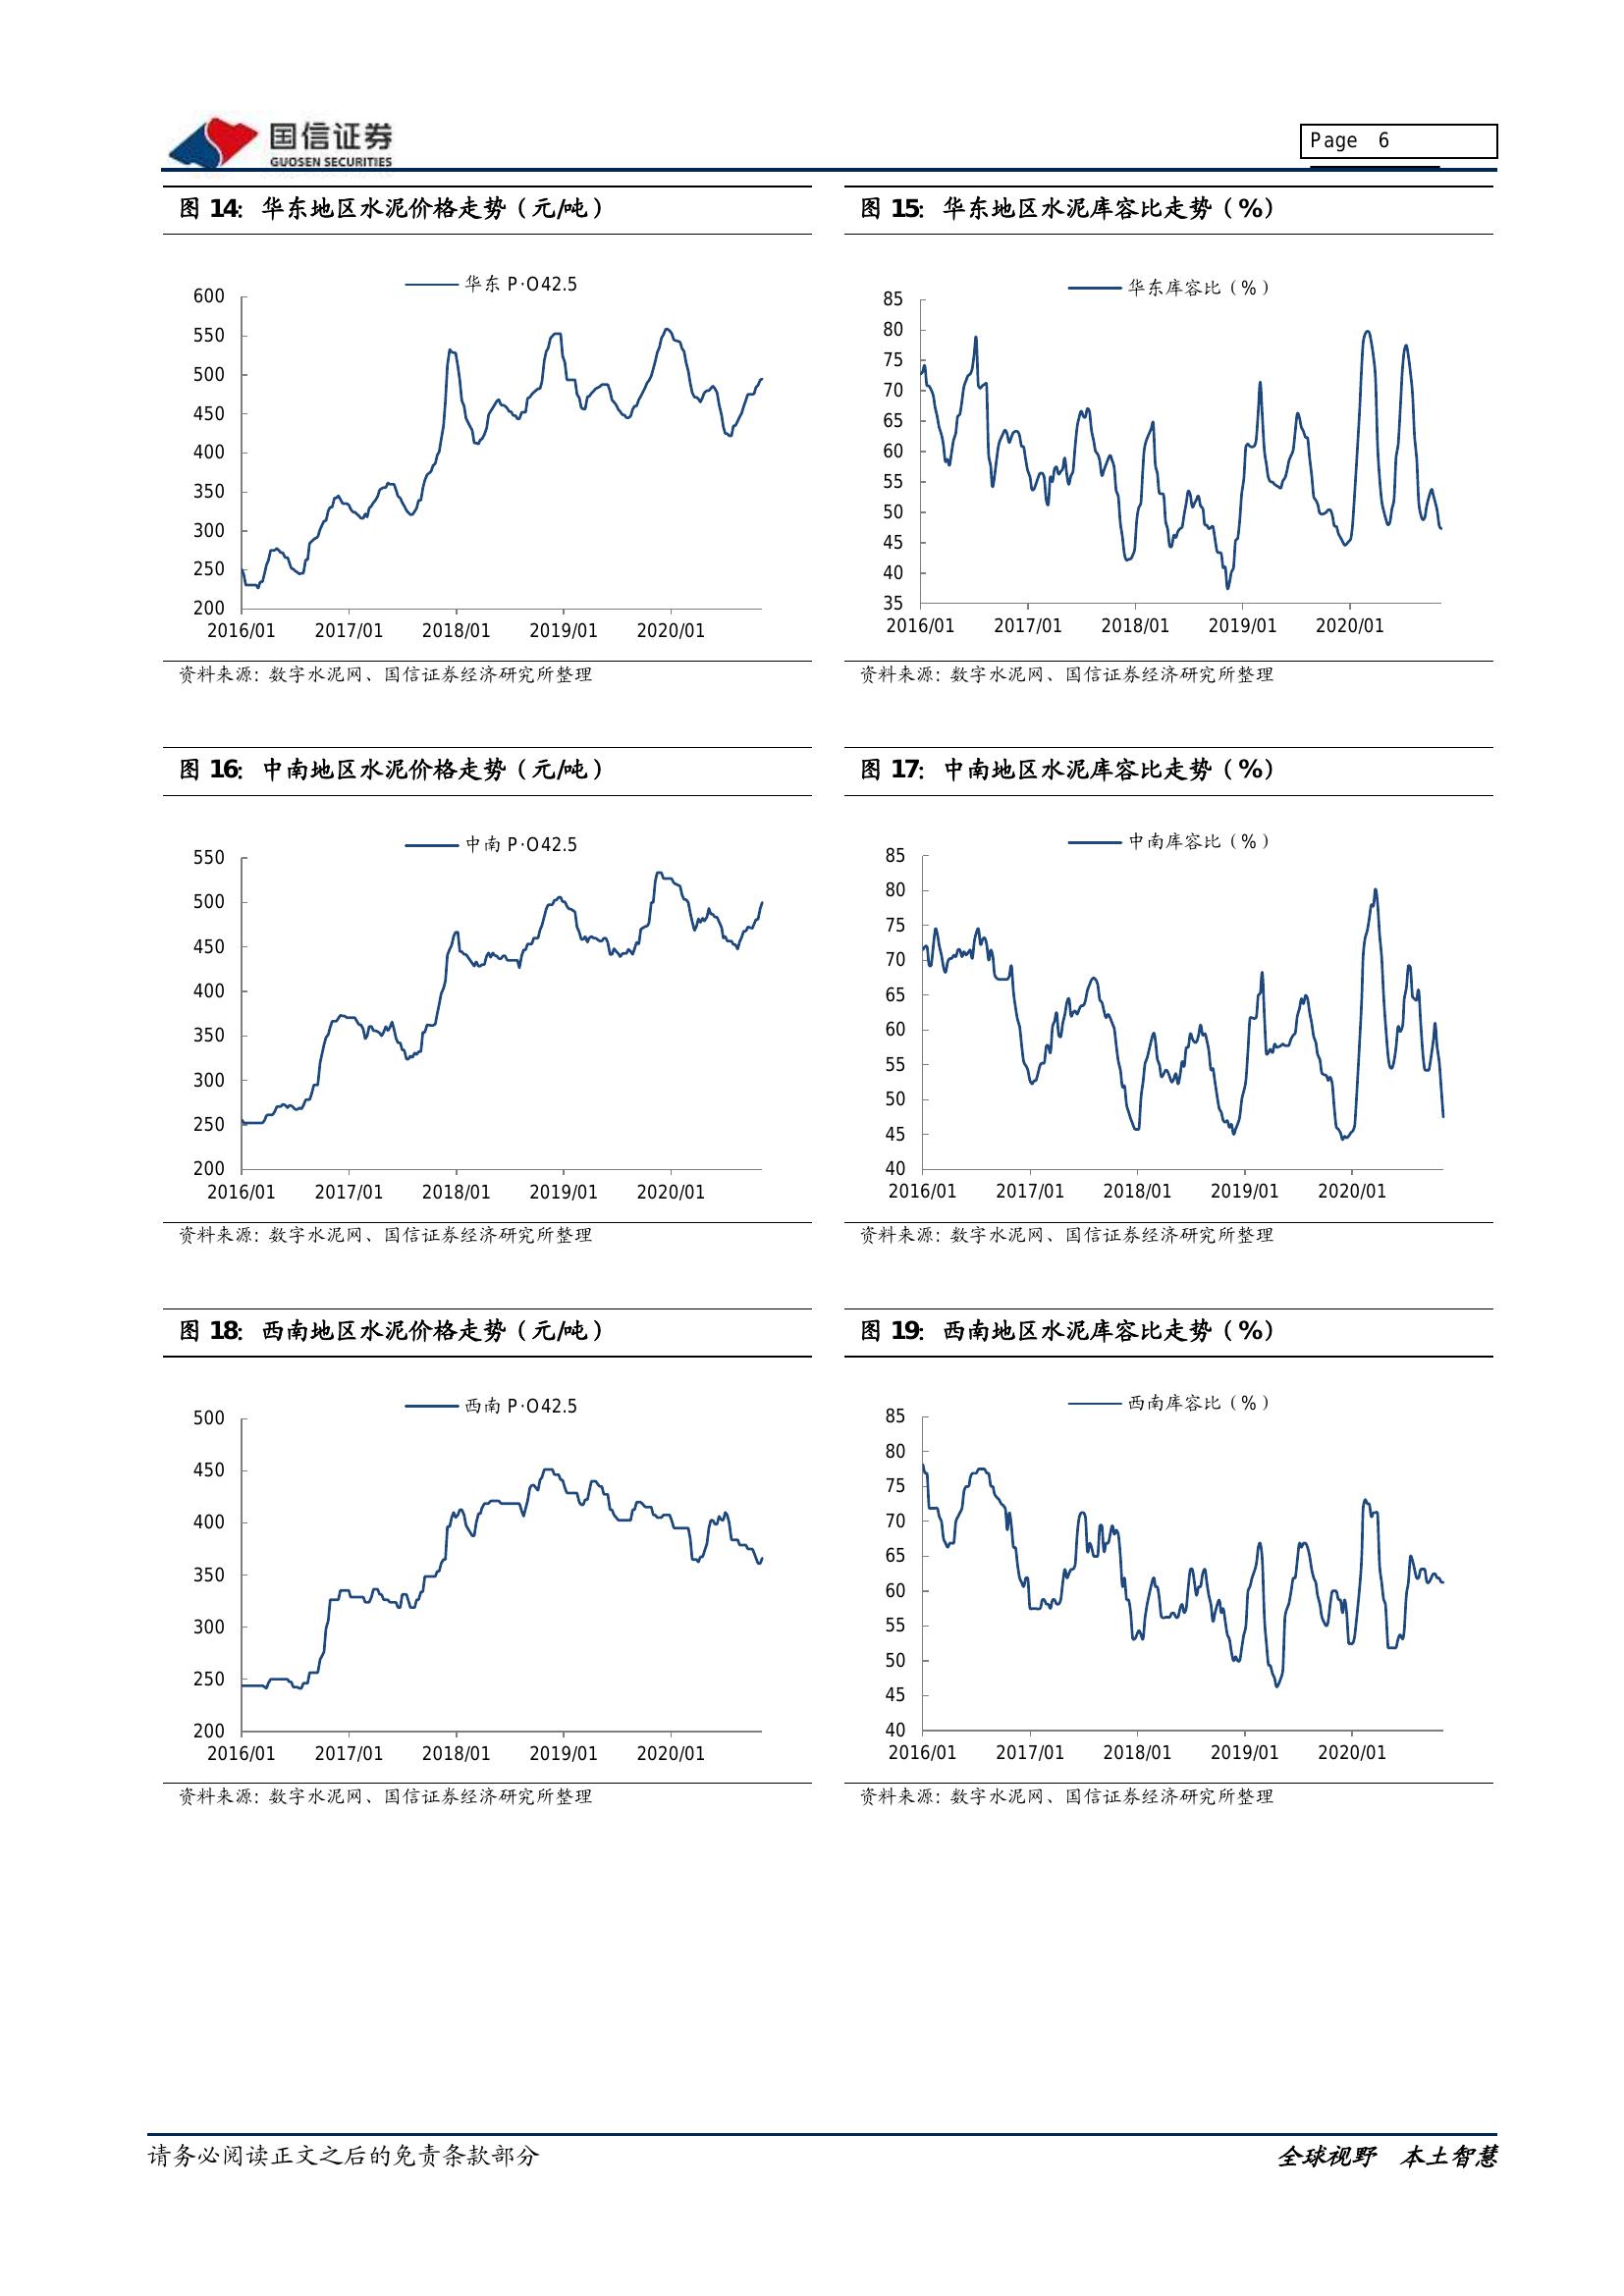 国信证券
GUOSEN SECURITIES
Page 6
图 14: 华东地区水泥价格走势（元/吨）
华东 P·O42.5
600
550
500
450
400
350
300
250
200
2016/01 2017/01 2018/01 2019/01 2020/01
资料来源: 数字水泥网、国信证券经济研究所整理
图 15: 华东地区水泥库容比走势（%）
华东库容比（%）
85
80
75
70
65
60
55
50
45
40
35
2016/01 2017/01 2018/01 2019/01 2020/01
资料来源: 数字水泥网、国信证券经济研究所整理
图 16: 中南地区水泥价格走势（元/吨）
中南 P·O42.5
550
500
450
400
350
300
250
200
2016/01 2017/01 2018/01 2019/01 2020/01
资料来源: 数字水泥网、国信证券经济研究所整理
图 17: 中南地区水泥库容比走势（%）
中南库容比（%）
85
80
75
70
65
60
55
50
45
40
2016/01 2017/01 2018/01 2019/01 2020/01
资料来源: 数字水泥网、国信证券经济研究所整理
图 18: 西南地区水泥价格走势（元/吨）
西南 P·O42.5
500
450
400
350
300
250
200
2016/01 2017/01 2018/01 2019/01 2020/01
资料来源: 数字水泥网、国信证券经济研究所整理
图 19: 西南地区水泥库容比走势（%）
西南库容比（%）
85
80
75
70
65
60
55
50
45
40
2016/01 2017/01 2018/01 2019/01 2020/01
资料来源: 数字水泥网、国信证券经济研究所整理
请务必阅读正文之后的免责条款部分
全球视野 本土智慧